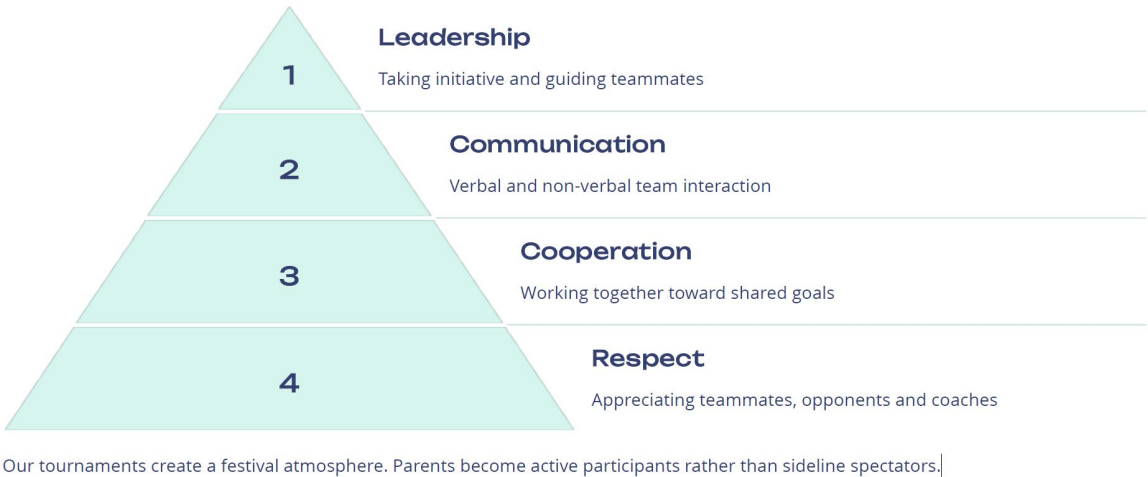 1
Leadership
Taking initiative and guiding teammates
2
Communication
Verbal and non-verbal team interaction
3
Cooperation
Working together toward shared goals
4
Respect
Appreciating teammates, opponents and coaches
Our tournaments create a festival atmosphere. Parents become active participants rather than sideline spectators.